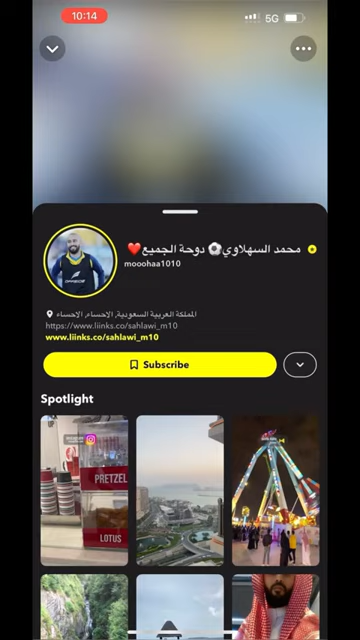 10:14
5G
محمد السهلاوي⚽ دوحة الجميع❤️
mooohaa1010
المملكة العربية السعودية, الإحساء, الإحساء
https://www.liinks.co/sahlawi_m10
www.liinks.co/sahlawi_m10
Subscribe
Spotlight
PRETZEL
LOTUS